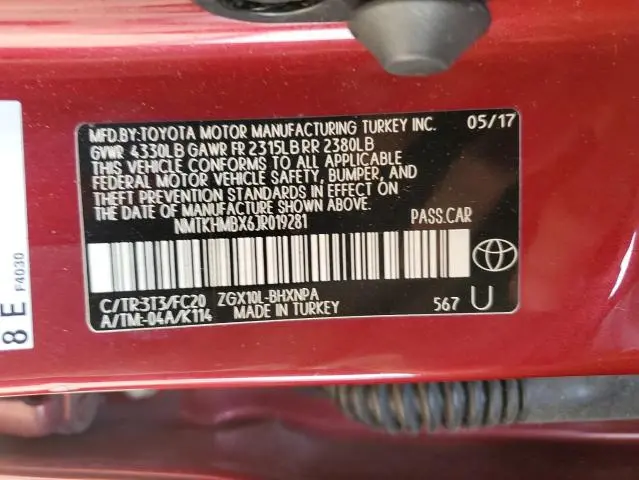 MFD.BY:TOYOTA MOTOR MANUFACTURING TURKEY INC. 05/17
GVWR 4330LB GAWR FR 2315LB RR 2380LB
THIS VEHICLE CONFORMS TO ALL APPLICABLE
FEDERAL MOTOR VEHICLE SAFETY, BUMPER, AND
THEFT PREVENTION STANDARDS IN EFFECT ON
THE DATE OF MANUFACTURE SHOWN ABOVE.
NMTKHMBX6JR019281 PASS.CAR
C/TR:3T3/FC20 ZGX10L-BHXNPA
A/TM:-04A/K114 MADE IN TURKEY 567 U
8 E
F4030